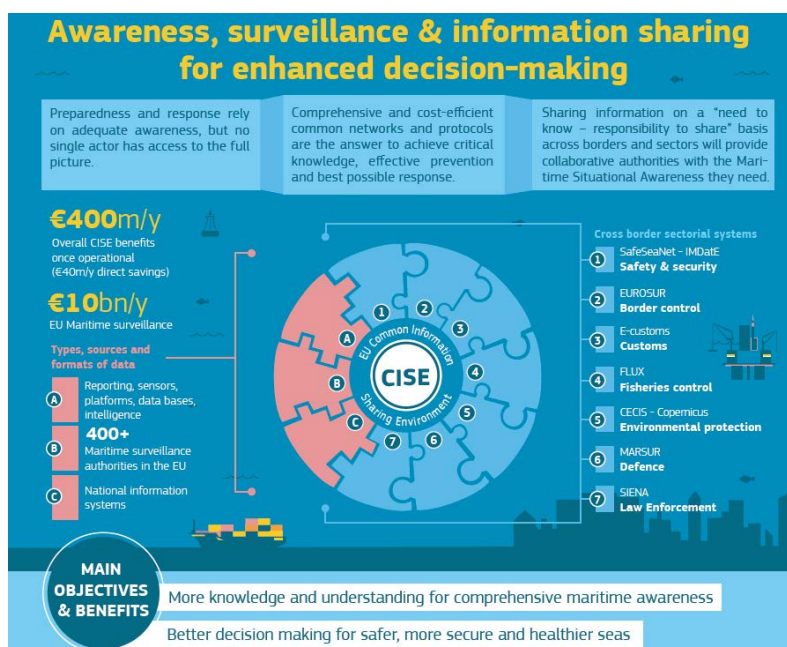 Awareness, surveillance & information sharing
for enhanced decision-making
Preparedness and response rely
on adequate awareness, but no
single actor has access to the full
picture.
Comprehensive and cost-efficient
common networks and protocols
are the answer to achieve critical
knowledge, effective prevention
and best possible response.
Sharing information on a "need to
know – responsibility to share" basis
across borders and sectors will provide
collaborative authorities with the Mari-
time Situational Awareness they need.
€400m/y
Overall CISE benefits
once operational
(€40m/y direct savings)
€10bn/y
EU Maritime surveillance
Types, sources and
formats of data
A
Reporting, sensors,
platforms, data bases,
intelligence
B
400+
Maritime surveillance
authorities in the EU
C
National information
systems
1
2
3
4
5
6
7
A
B
C
EU Common Information
Sharing Environment
CISE
Cross border sectorial systems
1
SafeSeaNet - IMDatE
Safety & security
2
EUROSUR
Border control
3
E-customs
Customs
4
FLUX
Fisheries control
5
CECIS - Copernicus
Environmental protection
6
MARSUR
Defence
7
SIENA
Law Enforcement
MAIN
OBJECTIVES
& BENEFITS
More knowledge and understanding for comprehensive maritime awareness
Better decision making for safer, more secure and healthier seas